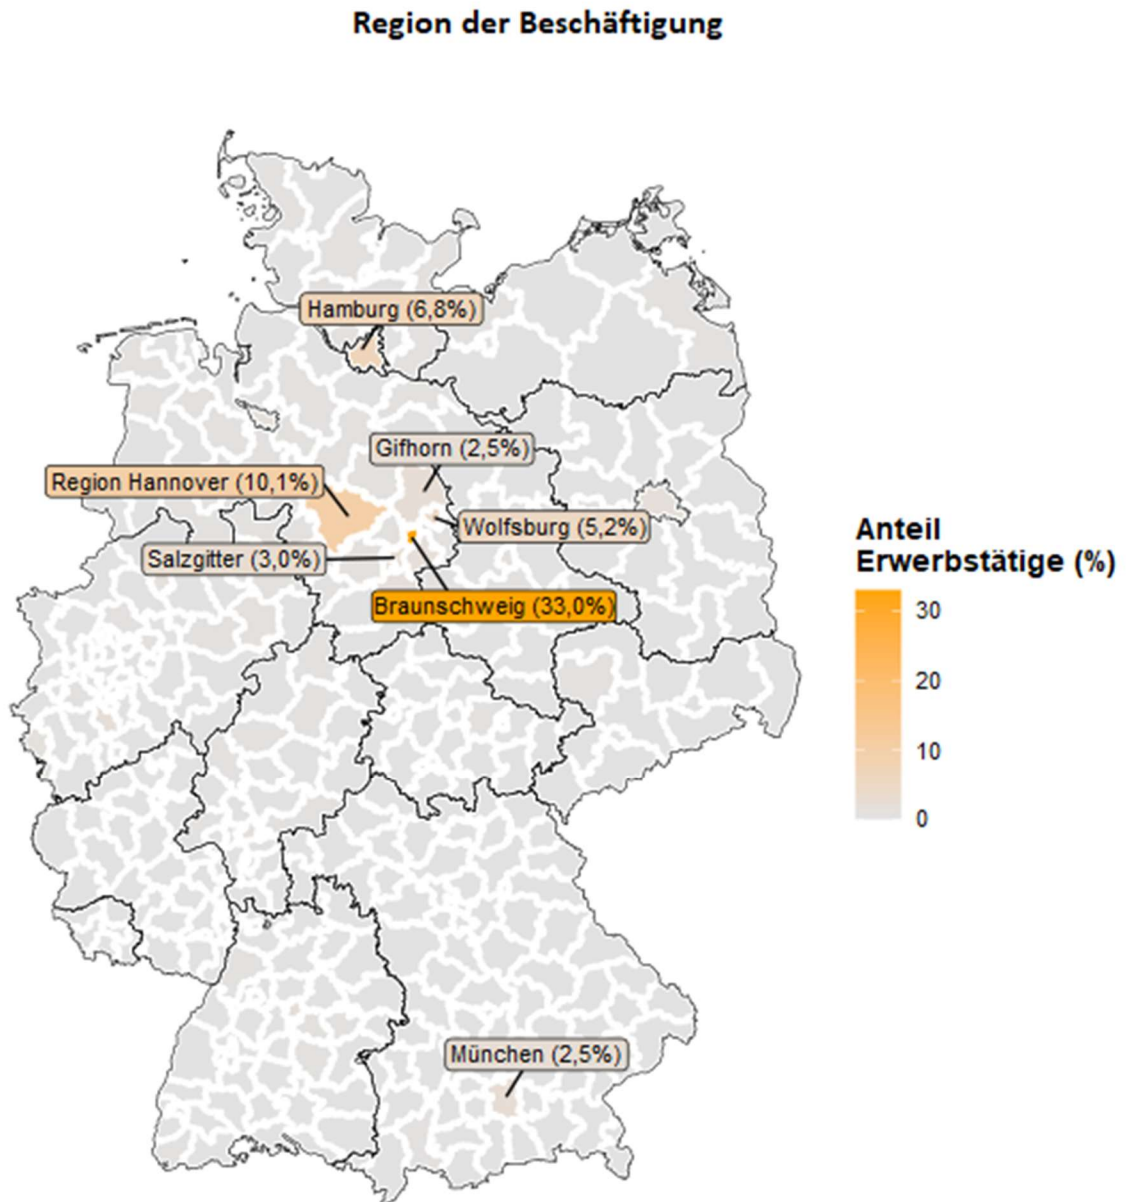 Region der Beschäftigung
Hamburg (6,8%)
Gifhorn (2,5%)
Region Hannover (10,1%)
Wolfsburg (5,2%)
Salzgitter (3,0%)
Braunschweig (33,0%)
München (2,5%)
Anteil
Erwerbstätige (%)
30
20
10
0